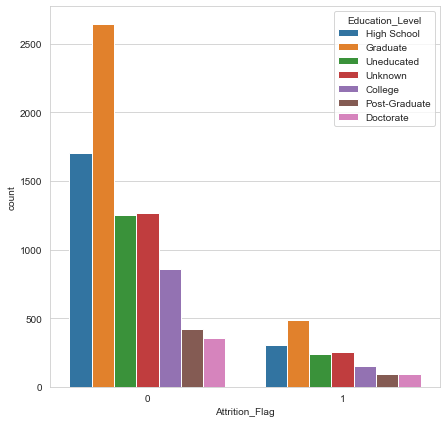 Education_Level
High School
Graduate
Uneducated
Unknown
College
Post-Graduate
Doctorate
2500
2000
1500
1000
500
0
count
0 1
Attrition_Flag